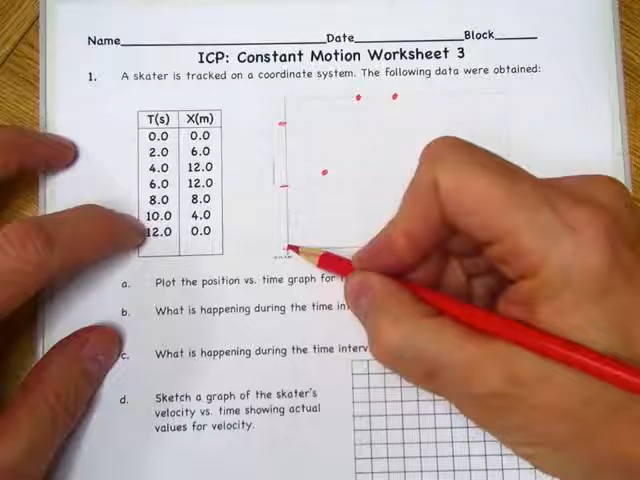 Name Date Block
ICP: Constant Motion Worksheet 3
1. A skater is tracked on a coordinate system. The following data were obtained:
T(s) X(m)
0.0 0.0
2.0 6.0
4.0 12.0
6.0 12.0
8.0 8.0
10.0 4.0
12.0 0.0
a. Plot the position vs. time graph for
b. What is happening during the time in
c. What is happening during the time interv
d. Sketch a graph of the skater's
velocity vs. time showing actual
values for velocity.